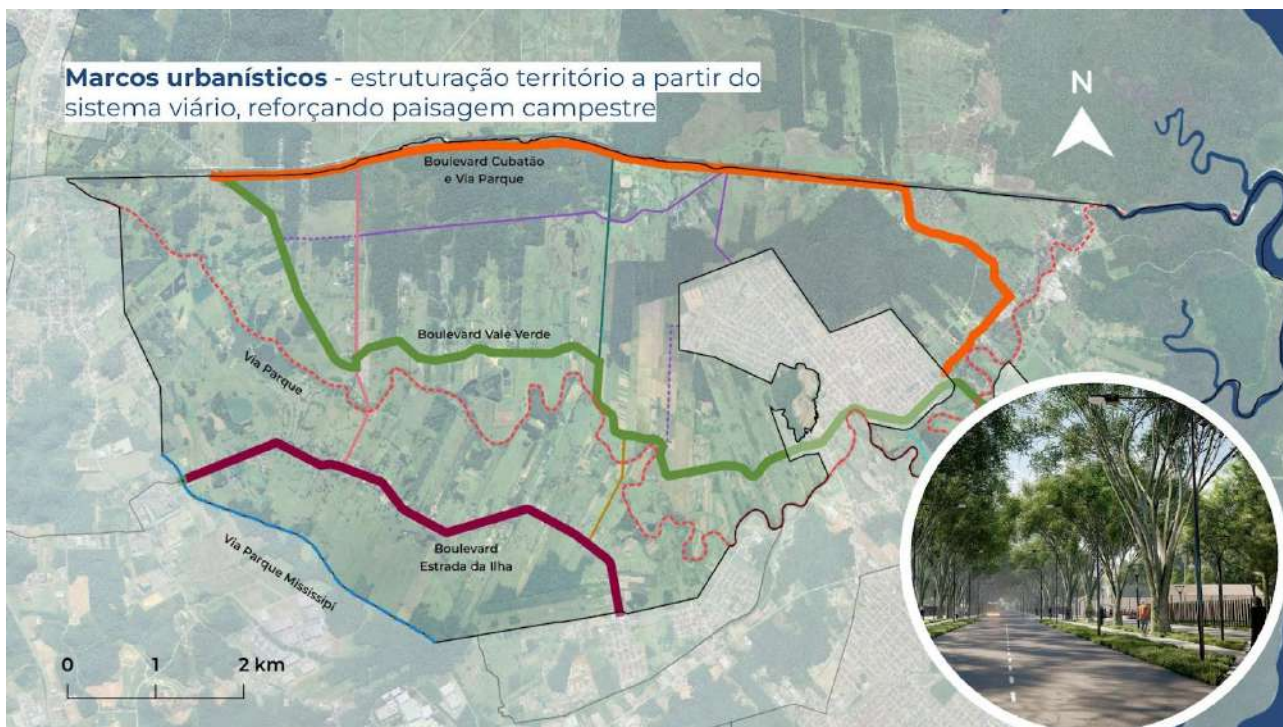 Marcos urbanísticos - estruturação território a partir do
sistema viário, reforçando paisagem campestre
N
Boulevard Cubatão
e Via Parque
Boulevard Vale Verde
Via Parque
Boulevard
Estrada da Ilha
Via Parque Mississipi
0 1 2 km